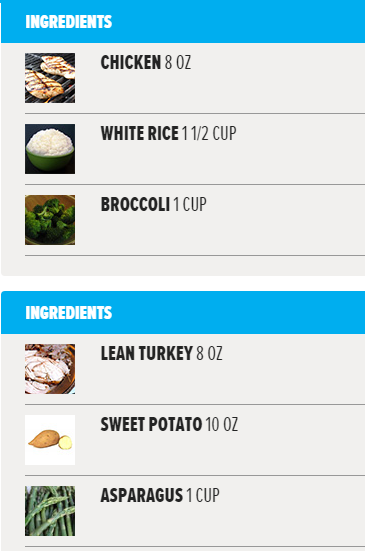 INGREDIENTS
CHICKEN 8 OZ
WHITE RICE 1 1/2 CUP
BROCCOLI 1 CUP
INGREDIENTS
LEAN TURKEY 8 OZ
SWEET POTATO 10 OZ
ASPARAGUS 1 CUP